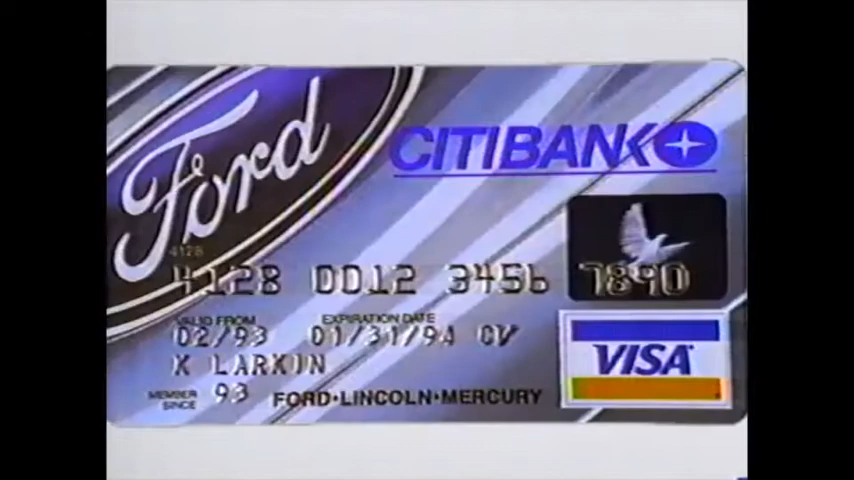 Ford
CITIBANK
4128
4128 0012 3456 7890
VALID FROM EXPIRATION DATE
02/93 01/31/94 CV
K LARKIN
MEMBER SINCE 93
FORD·LINCOLN·MERCURY
VISA